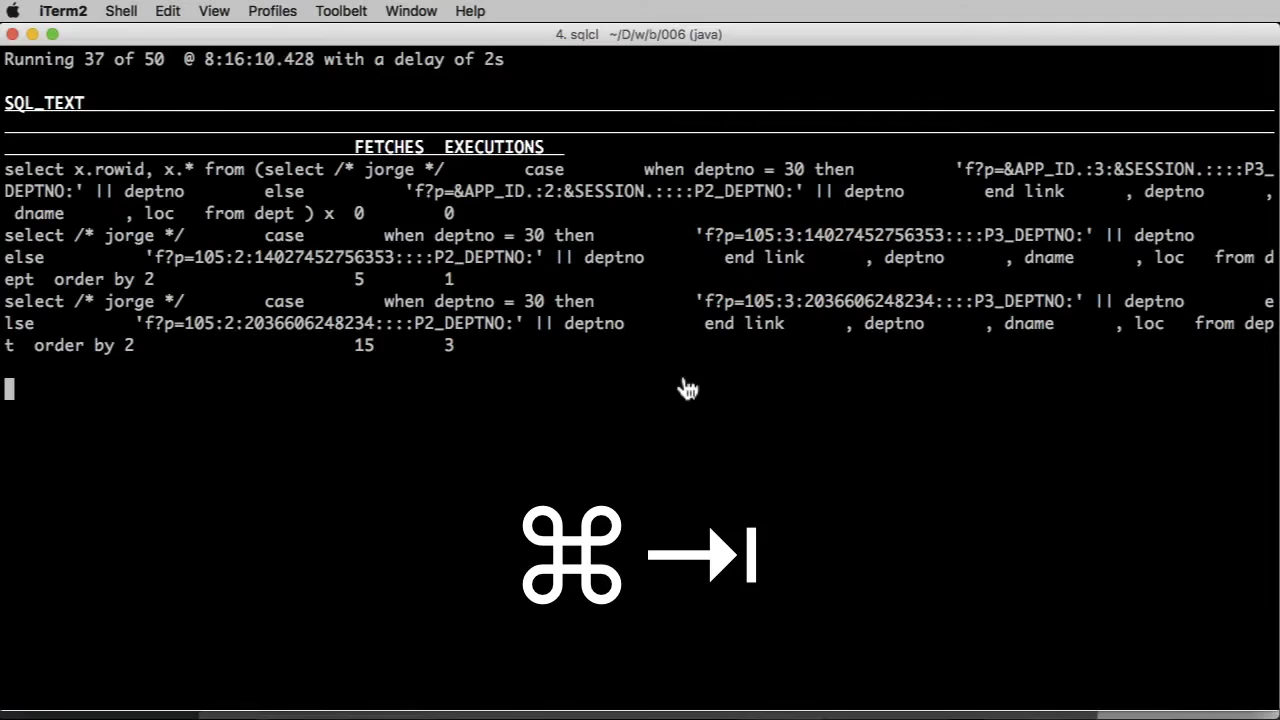 iTerm2 Shell Edit View Profiles Toolbelt Window Help
4. sqlcl ~/D/w/b/006 (java)
Running 37 of 50 @ 8:16:10.428 with a delay of 2s
SQL_TEXT
FETCHES EXECUTIONS
select x.rowid, x.* from (select /* jorge */ case when deptno = 30 then 'f?p=&APP_ID.:3:&SESSION.::::P3_
DEPTNO:' || deptno else 'f?p=&APP_ID.:2:&SESSION.::::P2_DEPTNO:' || deptno end link , deptno ,
dname , loc from dept ) x 0 0
select /* jorge */ case when deptno = 30 then 'f?p=105:3:14027452756353::::P3_DEPTNO:' || deptno
else 'f?p=105:2:14027452756353::::P2_DEPTNO:' || deptno end link , deptno , dname , loc from d
ept order by 2 5 1
select /* jorge */ case when deptno = 30 then 'f?p=105:3:2036606248234::::P3_DEPTNO:' || deptno e
lse 'f?p=105:2:2036606248234::::P2_DEPTNO:' || deptno end link , deptno , dname , loc from dep
t order by 2 15 3
⌘ ⇥